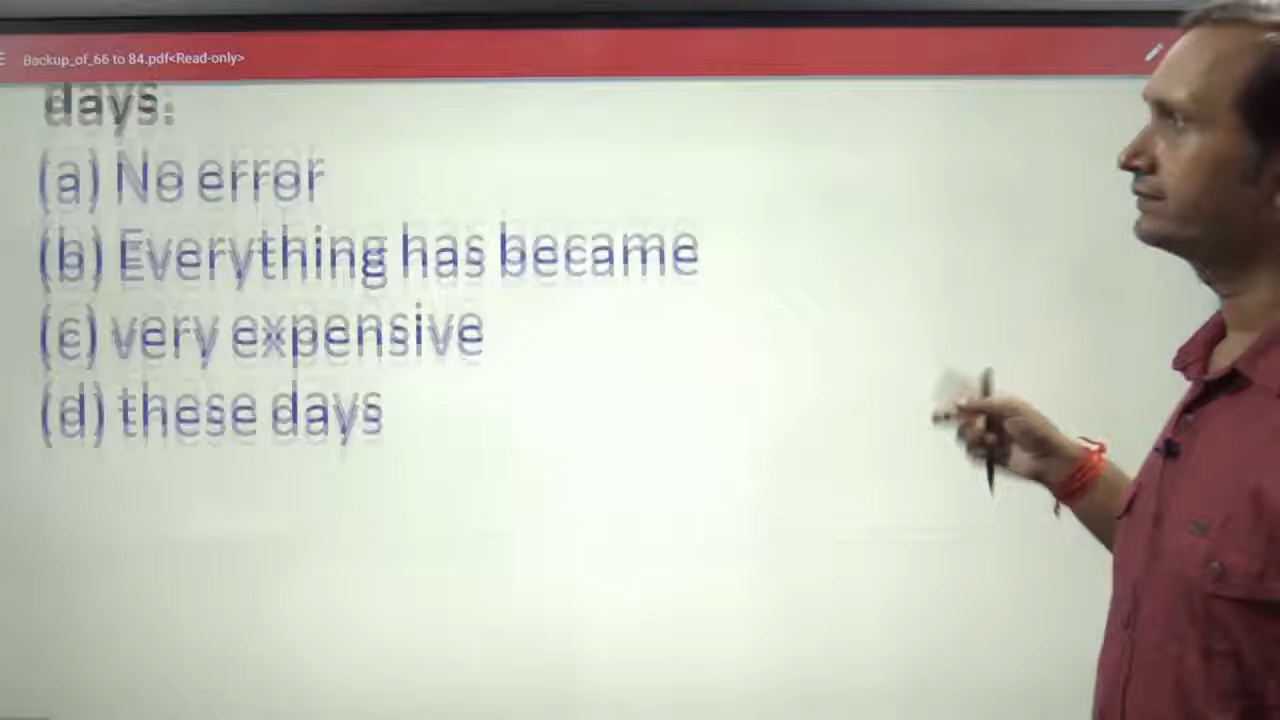 Backup_of_66 to 84.pdf<Read-only>
days.
(a) No error
(b) Everything has became
(c) very expensive
(d) these days